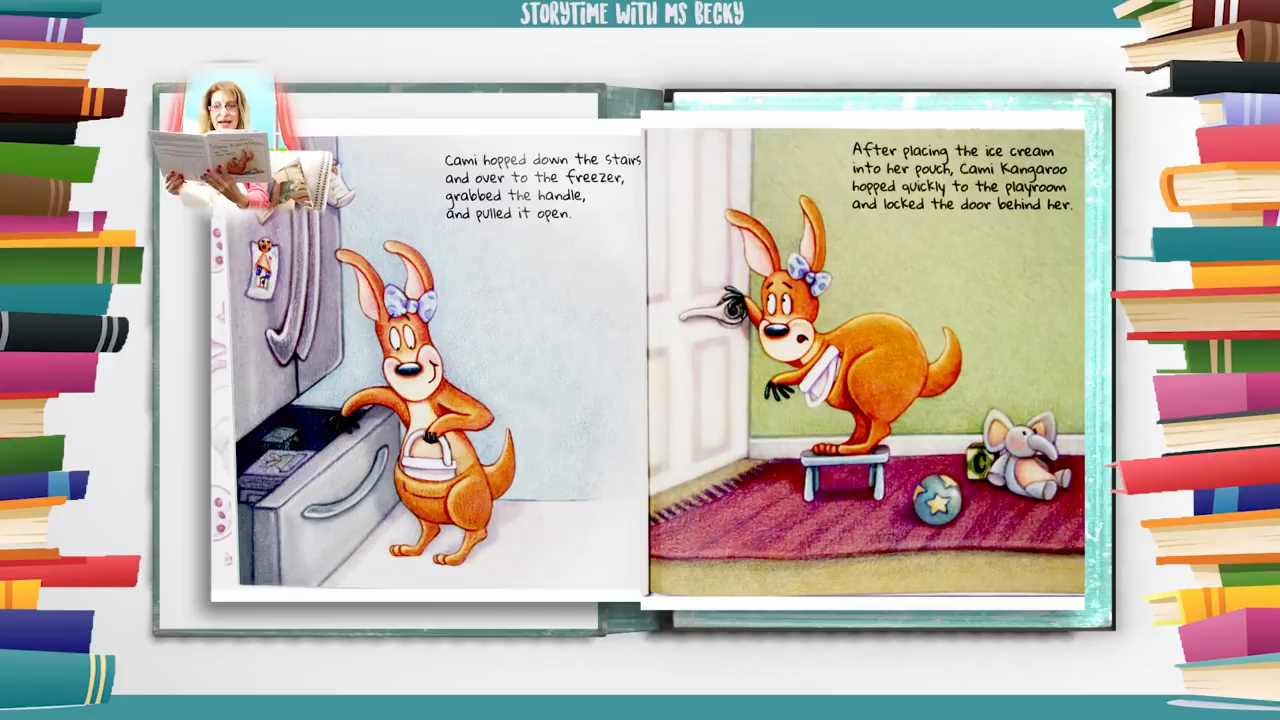 STORYTIME WITH MS BECKY
Cami hopped down the stairs
and over to the freezer,
grabbed the handle,
and pulled it open.
After placing the ice cream
into her pouch, Cami Kangaroo
hopped quickly to the playroom
and locked the door behind her.